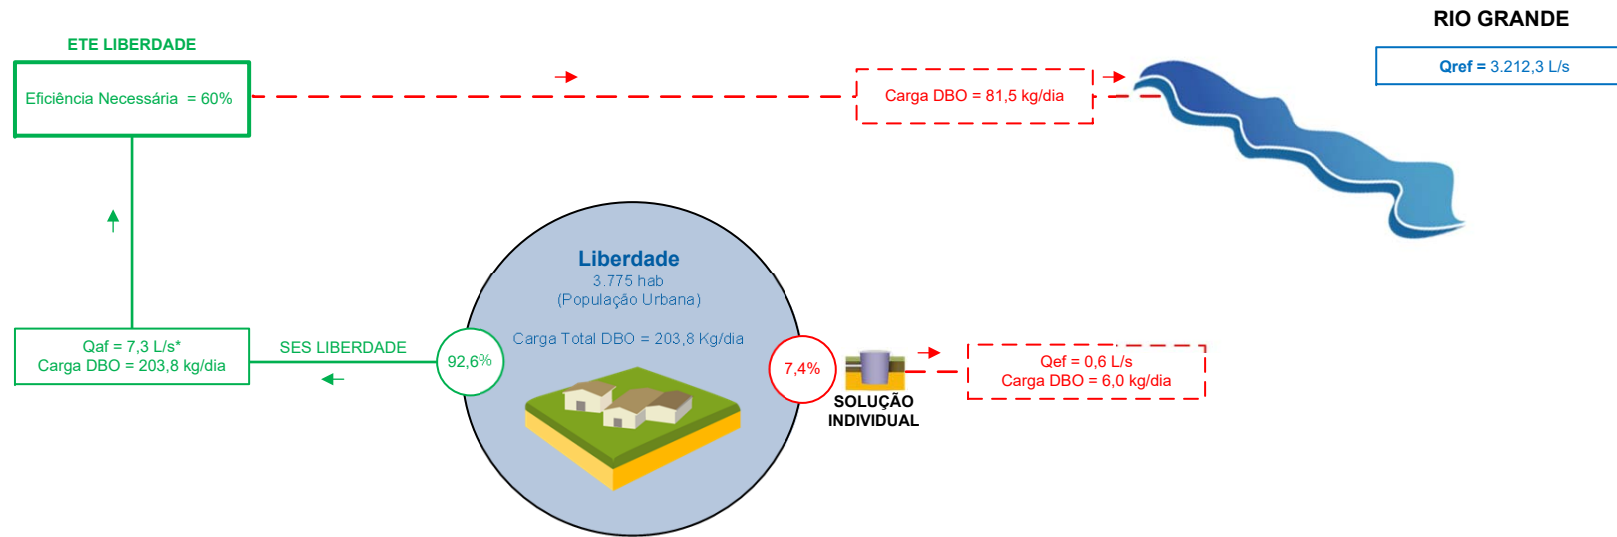 RIO GRANDE
Qref = 3.212,3 L/s
ETE LIBERDADE
Eficiência Necessária = 60%
Carga DBO = 81,5 kg/dia
Liberdade
3.775 hab
(População Urbana)
Carga Total DBO = 203,8 Kg/dia
Qaf = 7,3 L/s*
Carga DBO = 203,8 kg/dia
SES LIBERDADE
92,6%
7,4%
SOLUÇÃO
INDIVIDUAL
Qef = 0,6 L/s
Carga DBO = 6,0 kg/dia